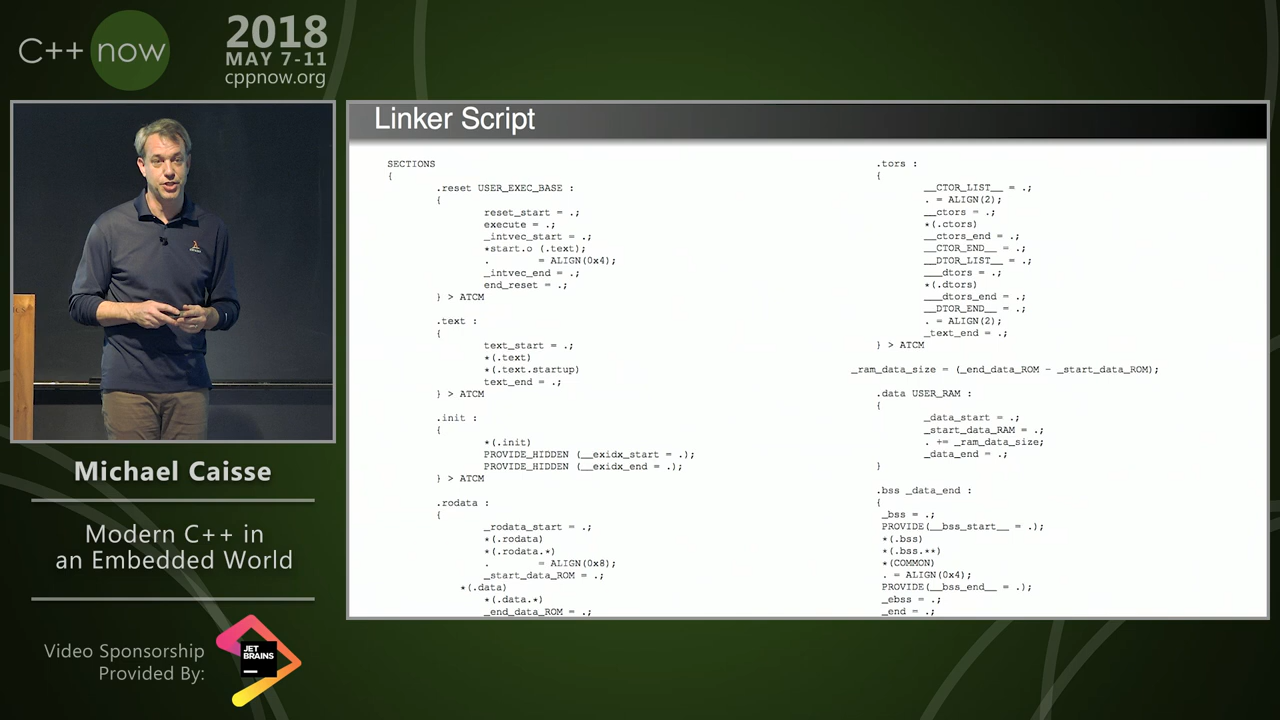 C++ now
2018
MAY 7-11
cppnow.org
Michael Caisse
Modern C++ in
an Embedded World
Video Sponsorship
Provided By:
JET
BRAINS
Linker Script
SECTIONS
{
.reset USER_EXEC_BASE :
{
reset_start = .;
execute = .;
_intvec_start = .;
*start.o (.text);
. = ALIGN(0x4);
_intvec_end = .;
end_reset = .;
} > ATCM
.text :
{
text_start = .;
*(.text)
*(.text.startup)
text_end = .;
} > ATCM
.init :
{
*(.init)
PROVIDE_HIDDEN (__exidx_start = .);
PROVIDE_HIDDEN (__exidx_end = .);
} > ATCM
.rodata :
{
_rodata_start = .;
*(.rodata)
*(.rodata.*)
. = ALIGN(0x8);
_start_data_ROM = .;
*(.data)
*(.data.*)
_end_data_ROM = .;
.tors :
{
__CTOR_LIST__ = .;
. = ALIGN(2);
__ctors = .;
*(.ctors)
__ctors_end = .;
__CTOR_END__ = .;
__DTOR_LIST__ = .;
___dtors = .;
*(.dtors)
___dtors_end = .;
__DTOR_END__ = .;
. = ALIGN(2);
_text_end = .;
} > ATCM
_ram_data_size = (_end_data_ROM - _start_data_ROM);
.data USER_RAM :
{
_data_start = .;
_start_data_RAM = .;
. += _ram_data_size;
_data_end = .;
}
.bss _data_end :
{
_bss = .;
PROVIDE(__bss_start__ = .);
*(.bss)
*(.bss.**)
*(COMMON)
. = ALIGN(0x4);
PROVIDE(__bss_end__ = .);
_ebss = .;
_end = .;